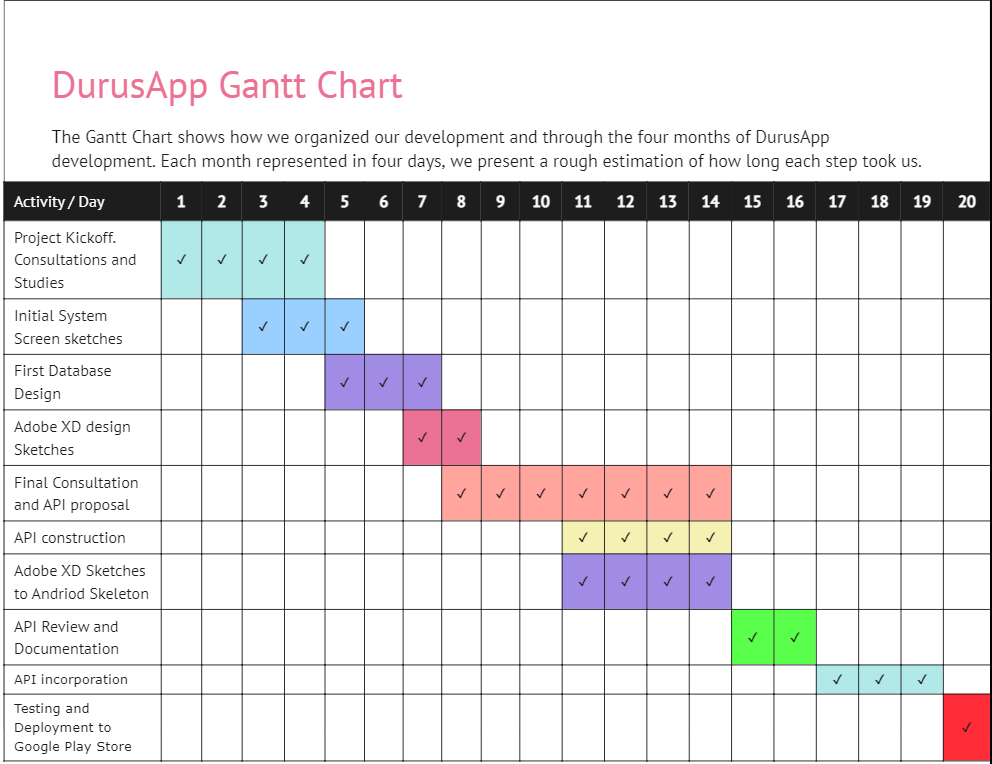 DurusApp Gantt Chart
The Gantt Chart shows how we organized our development and through the four months of DurusApp
development. Each month represented in four days, we present a rough estimation of how long each step took us.
Activity / Day 1 2 3 4 5 6 7 8 9 10 11 12 13 14 15 16 17 18 19 20
Project Kickoff.
Consultations and ✓ ✓ ✓ ✓
Studies
Initial System
Screen sketches ✓ ✓ ✓
First Database
Design ✓ ✓ ✓
Adobe XD design
Sketches ✓ ✓
Final Consultation
and API proposal ✓ ✓ ✓ ✓ ✓ ✓ ✓
API construction ✓ ✓ ✓ ✓
Adobe XD Sketches
to Andriod Skeleton ✓ ✓ ✓ ✓
API Review and
Documentation ✓ ✓
API incorporation ✓ ✓ ✓
Testing and
Deployment to ✓
Google Play Store